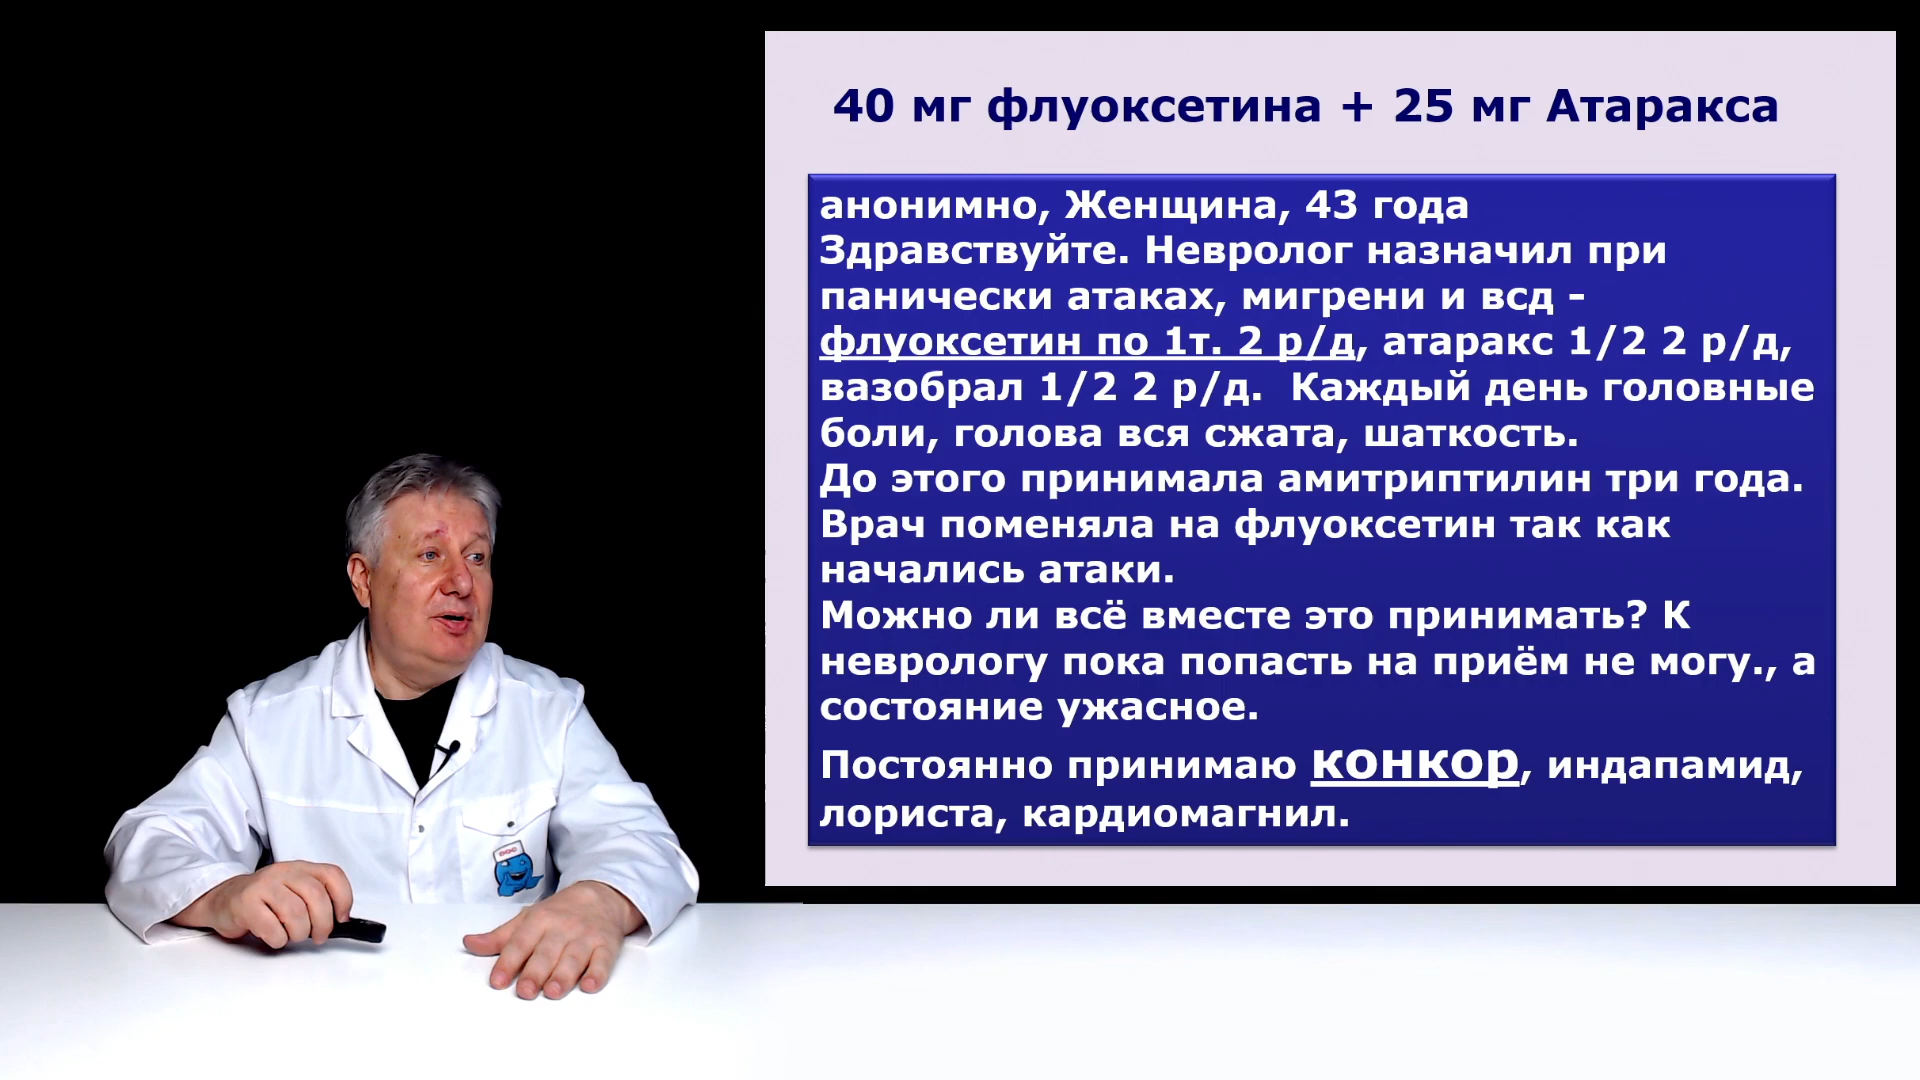 40 мг флуоксетина + 25 мг Атаракса
анонимно, Женщина, 43 года
Здравствуйте. Невролог назначил при
панически атаках, мигрени и всд -
флуоксетин по 1т. 2 р/д, атаракс 1/2 2 р/д,
вазобрал 1/2 2 р/д.  Каждый день головные
боли, голова вся сжата, шаткость.
До этого принимала амитриптилин три года.
Врач поменяла на флуоксетин так как
начались атаки.
Можно ли всё вместе это принимать? К
неврологу пока попасть на приём не могу., а
состояние ужасное.
Постоянно принимаю конкор, индапамид,
лориста, кардиомагнил.